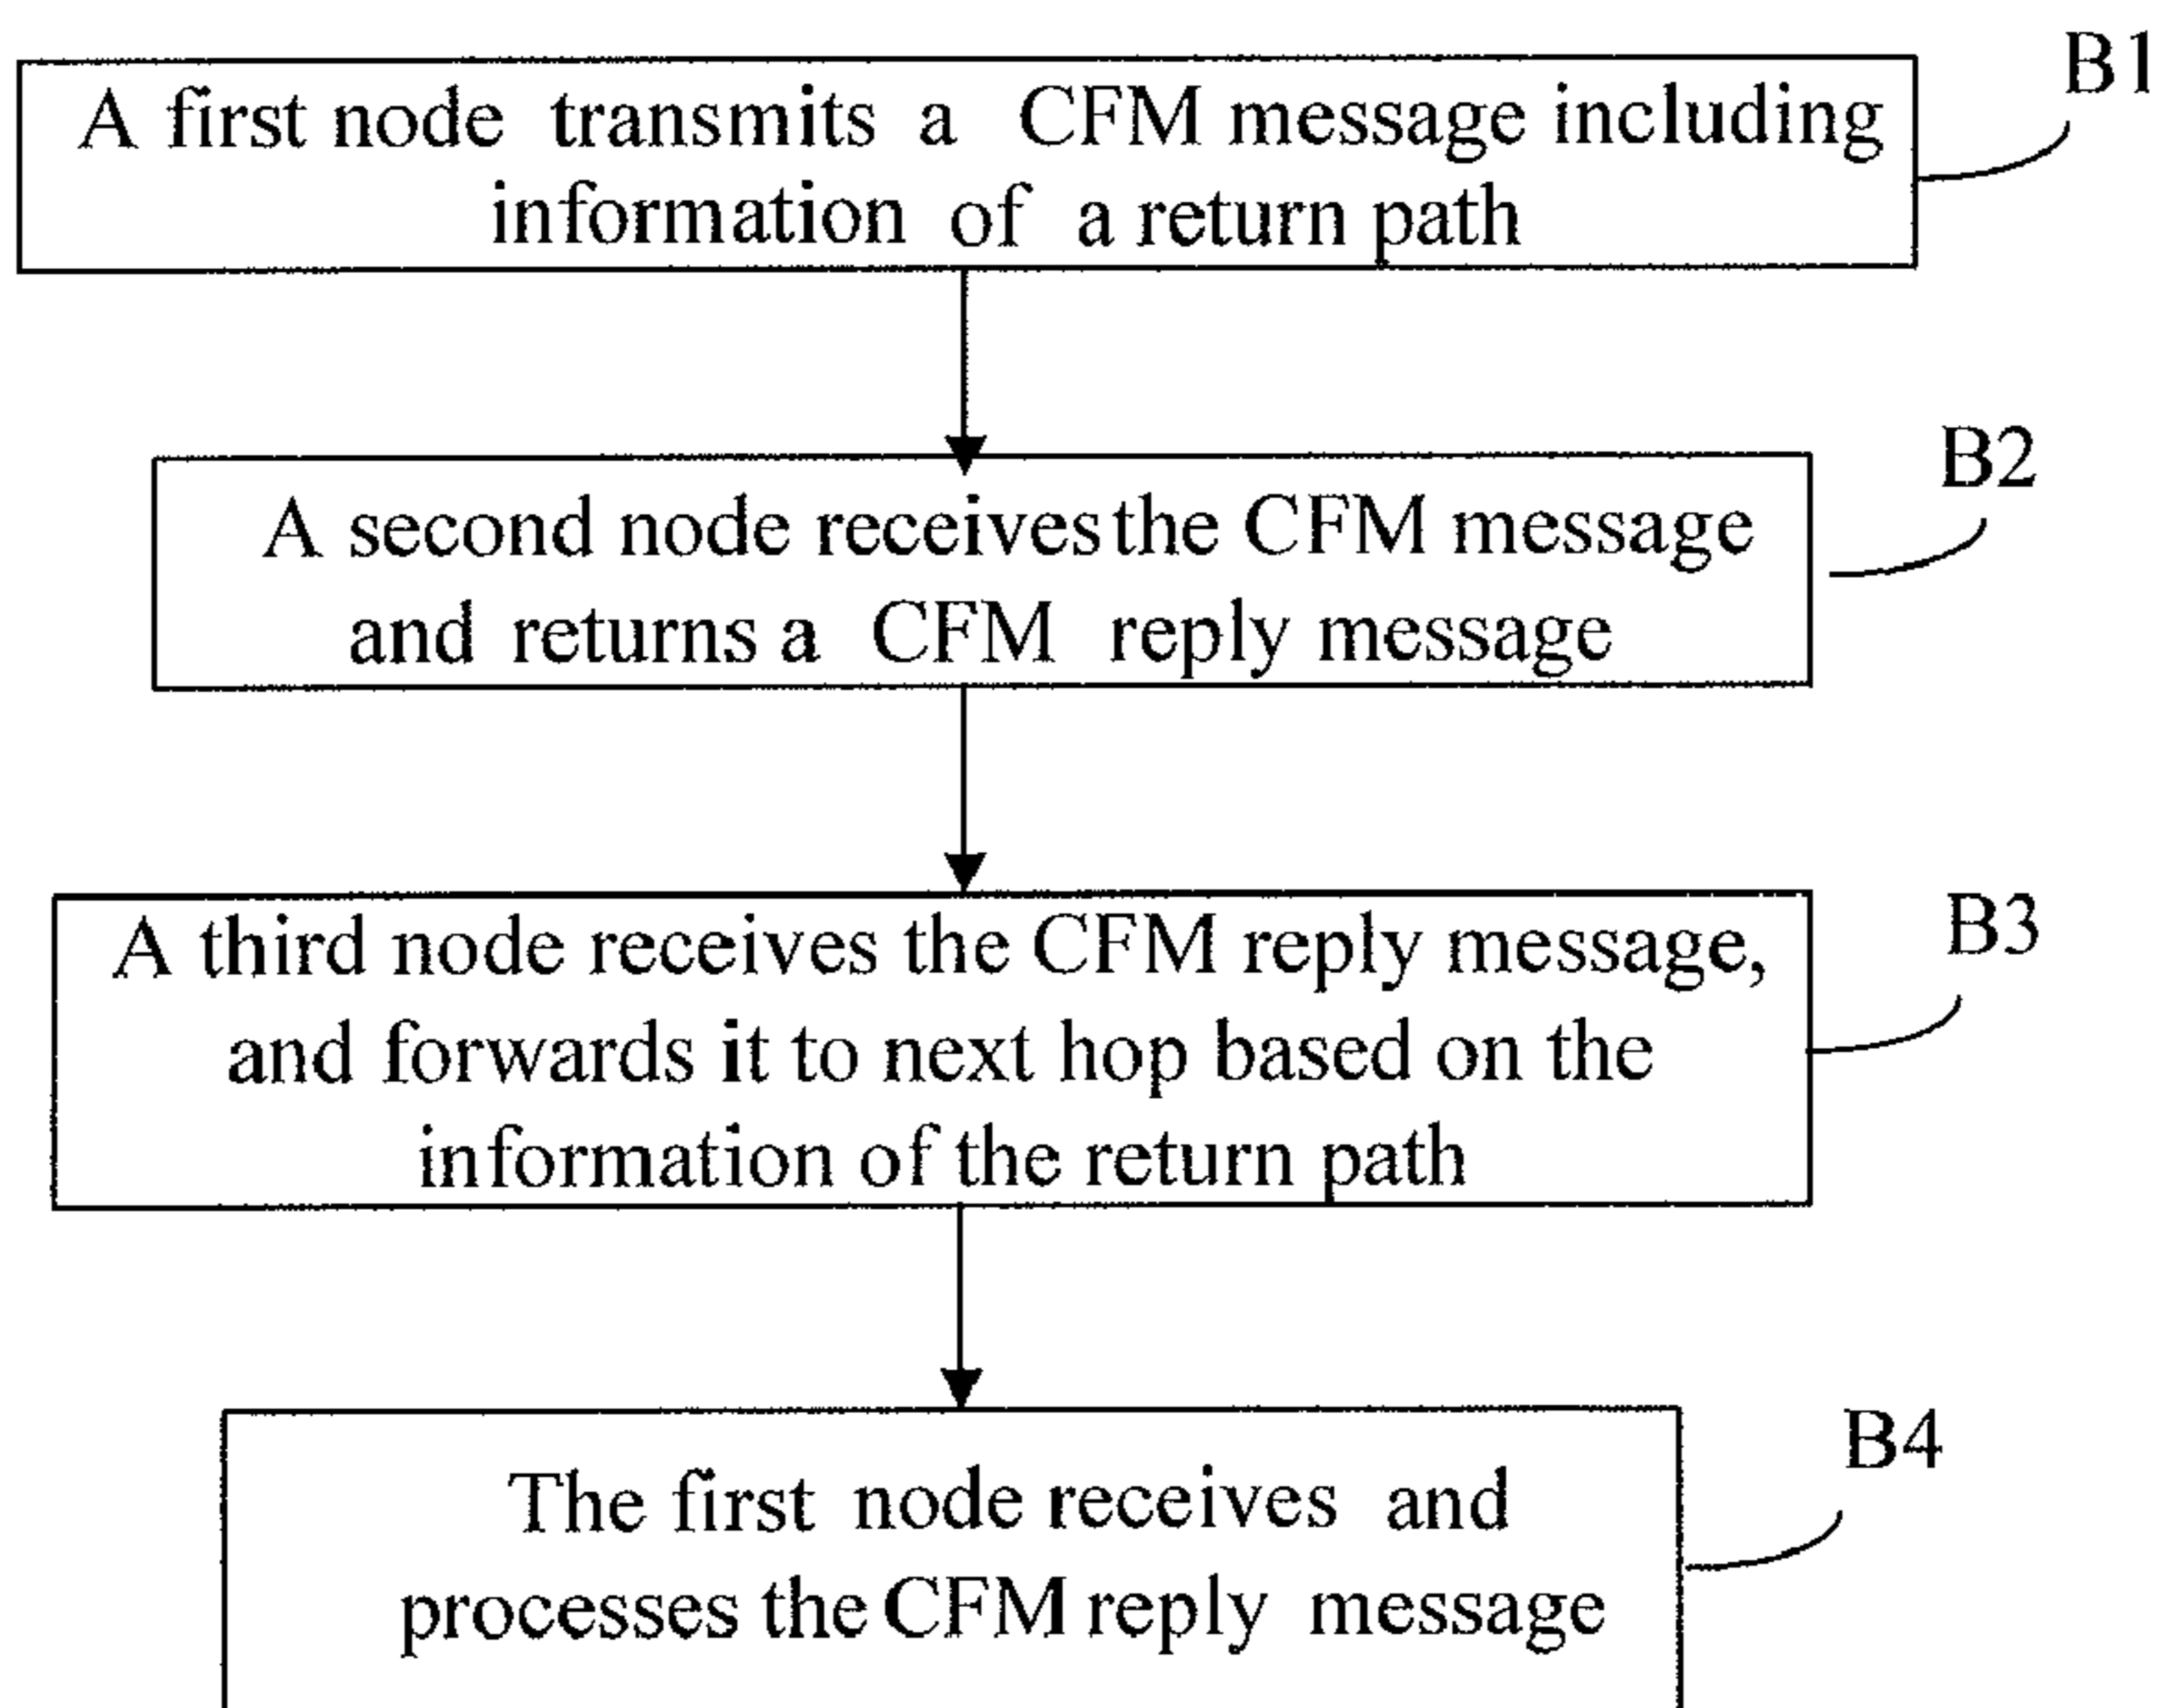 B1
A first node transmits a CFM message including
information of a return path
B2
A second node receives the CFM message
and returns a CFM reply message
B3
A third node receives the CFM reply message,
and forwards it to next hop based on the
information of the return path
B4
The first node receives and
processes the CFM reply message